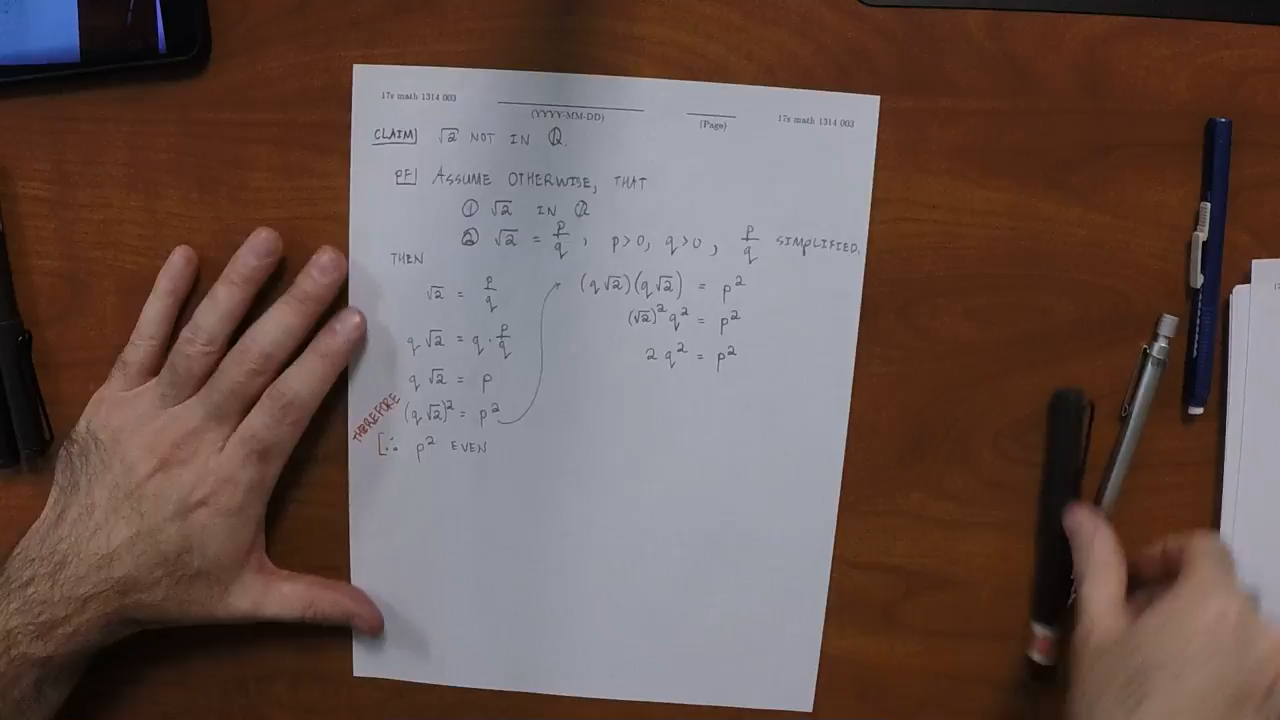 17s math 1314 003
(YYYY-MM-DD)
(Page)
17s math 1314 003
CLAIM √2 NOT IN ℚ.
PF ASSUME OTHERWISE, THAT
① √2 IN ℚ
② √2 = p/q, p>0, q>0, p/q SIMPLIFIED.
THEN
√2 = p/q
q√2 = q · p/q
q√2 = p
(q√2)² = p²
(q√2)(q√2) = p²
(√2)² q² = p²
2q² = p²
THEREFORE
[∴ p² EVEN